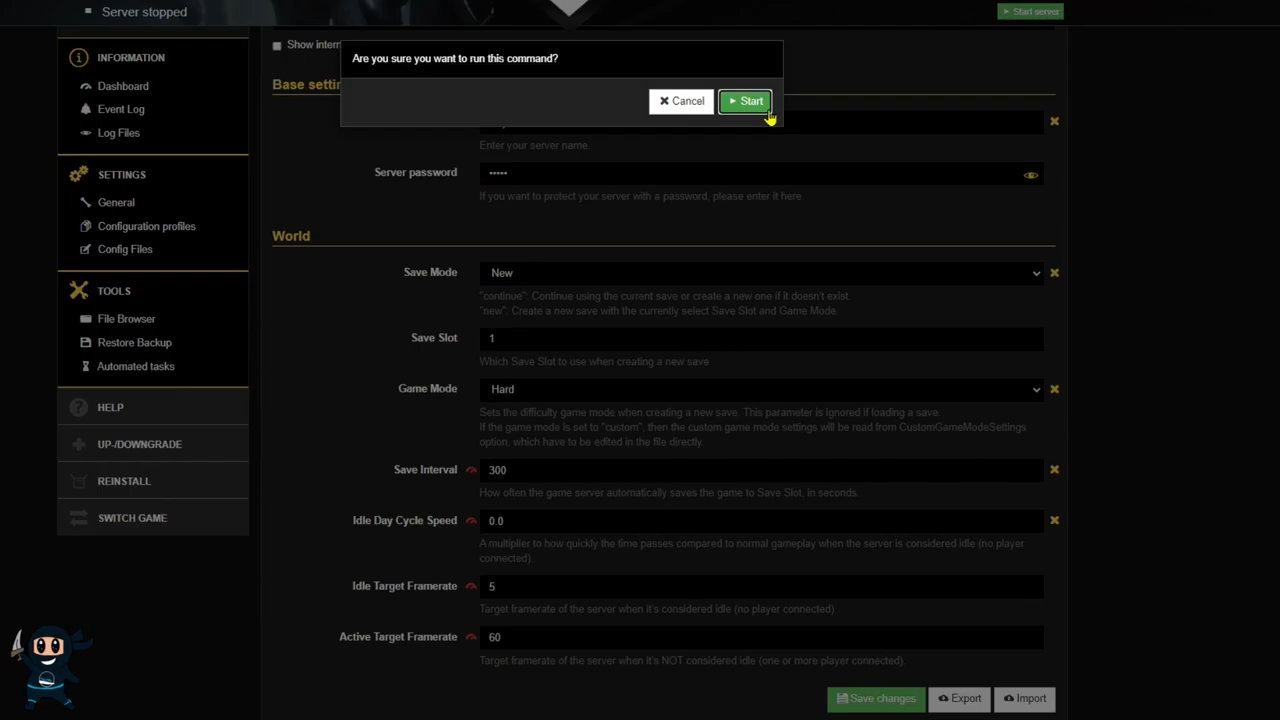 Server stopped
Start server
INFORMATION
Dashboard
Event Log
Log Files
SETTINGS
General
Configuration profiles
Config Files
TOOLS
File Browser
Restore Backup
Automated tasks
HELP
UP-/DOWNGRADE
REINSTALL
SWITCH GAME
Show inter
Are you sure you want to run this command?
Cancel
Start
Base setti
Enter your server name.
Server password
•••••
If you want to protect your server with a password, please enter it here.
World
Save Mode
New
"continue": Continue using the current save or create a new one if it doesn't exist.
"new": Create a new save with the currently select Save Slot and Game Mode.
Save Slot
1
Which Save Slot to use when creating a new save
Game Mode
Hard
Sets the difficulty game mode when creating a new save. This parameter is Ignored if loading a save.
If the game mode is set to "custom", then the custom game mode settings will be read from CustomGameModeSettings
option, which have to be edited in the file directly.
Save Interval
300
How often the game server automatically saves the game to Save Slot, in seconds.
Idle Day Cycle Speed
0.0
A multiplier to how quickly the time passes compared to normal gameplay when the server is considered idle (no player
connected).
Idle Target Framerate
5
Target framerate of the server when it's considered idle (no player connected)
Active Target Framerate
60
Target framerate of the server when it's NOT considered idle (one or more player connected).
Save changes
Export
Import